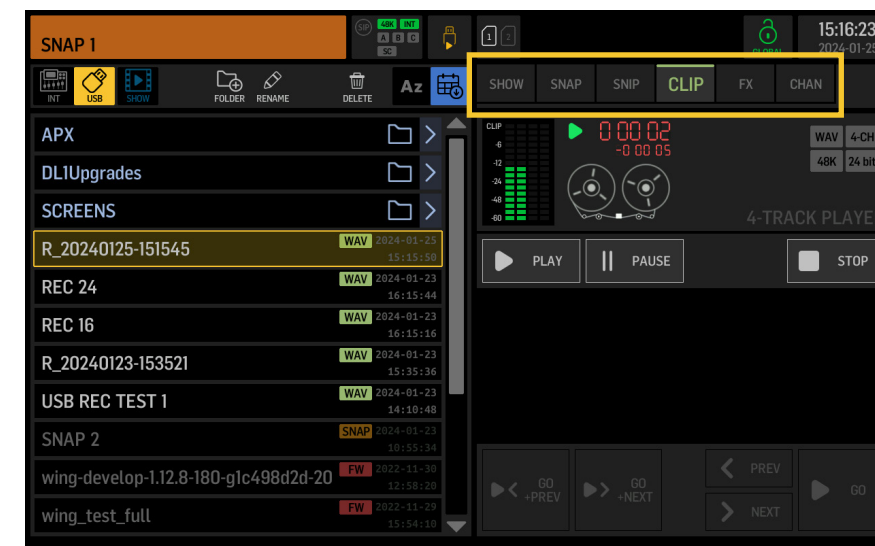 SNAP 1
SIP
48K INT
A B C
SC
1 2
GLOBAL
15:16:23
2024-01-25
INT
USB
SHOW
FOLDER
RENAME
DELETE
Az
SHOW SNAP SNIP CLIP FX CHAN
APX
DL1Upgrades
SCREENS
R_20240125-151545 WAV 2024-01-25
15:15:50
REC 24 WAV 2024-01-23
16:15:44
REC 16 WAV 2024-01-23
16:15:16
R_20240123-153521 WAV 2024-01-23
15:35:36
USB REC TEST 1 WAV 2024-01-23
14:10:48
SNAP 2 SNAP 2024-01-23
10:55:34
wing-develop-1.12.8-180-g1c498d2d-20 FW 2022-11-30
12:58:20
wing_test_full FW 2022-11-29
15:54:10
CLIP
-6
-12
-24
-48
-60
0 00 02
-0 00 05
WAV 4-CH
48K 24 bit
4-TRACK PLAYE
PLAY PAUSE STOP
GO
+PREV
GO
+NEXT
PREV
NEXT
GO